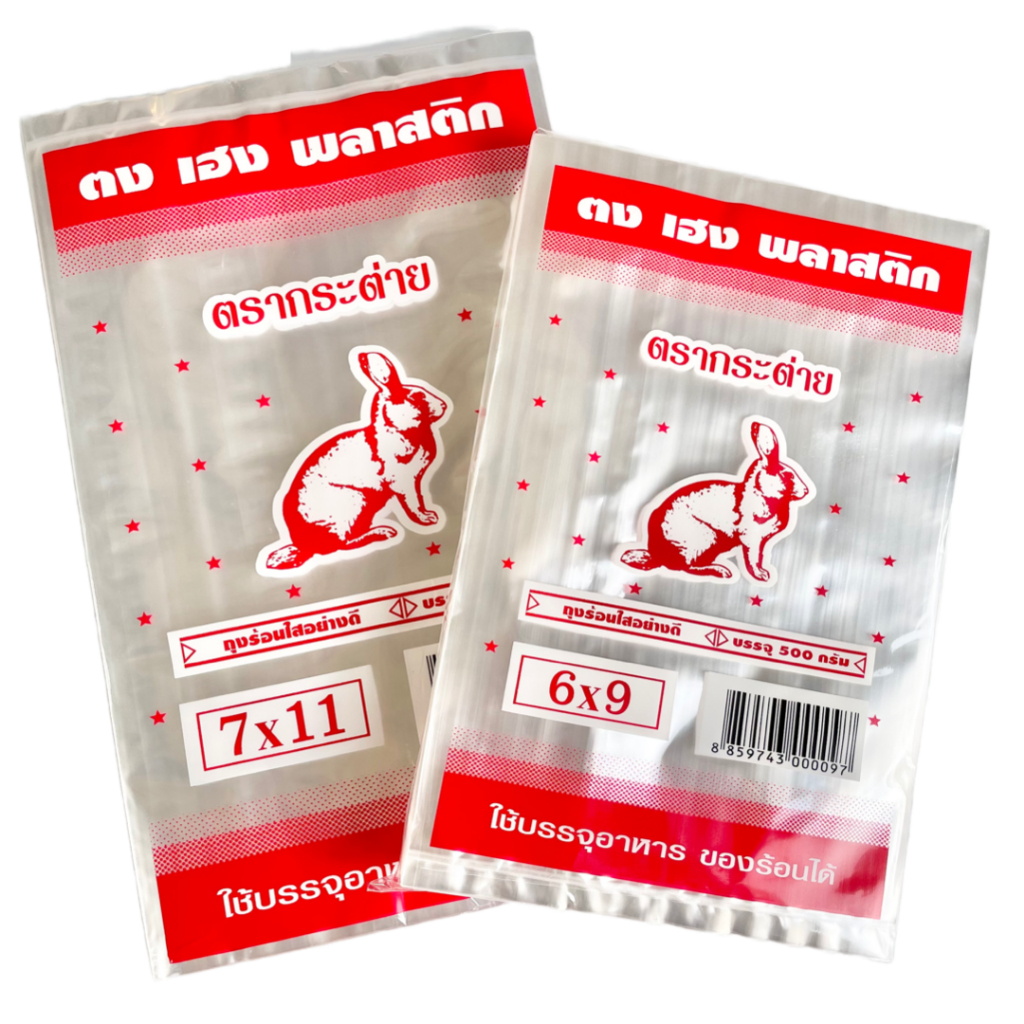 ตง เฮง พลาสติก
ตรากระต่าย
ถุงร้อนใสอย่างดี บรร
7x11
ใช้บรรจุอา
ตง เฮง พลาสติก
ตรากระต่าย
ถุงร้อนใสอย่างดี บรรจุ 500 กรัม
6x9
8 859743 000097
ใช้บรรจุอาหาร ของร้อนได้